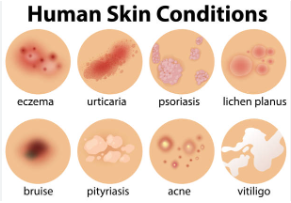 Human Skin Conditions
eczema urticaria psoriasis lichen planus
bruise pityriasis acne vitiligo